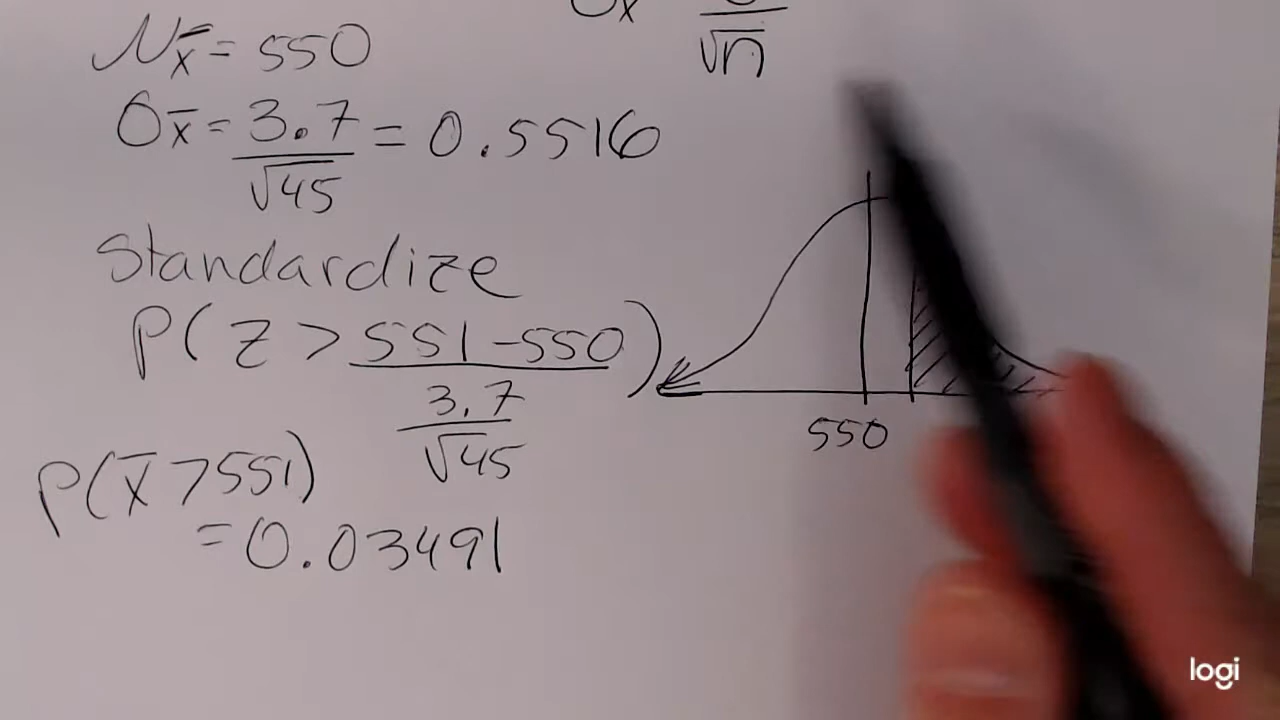 σx̄ σ/√n
μx̄ = 550
σx̄ = 3.7/√45 = 0.5516
Standardize
P(Z > (551-550)/(3.7/√45))
550
P(x̄ > 551)
= 0.03491
logi